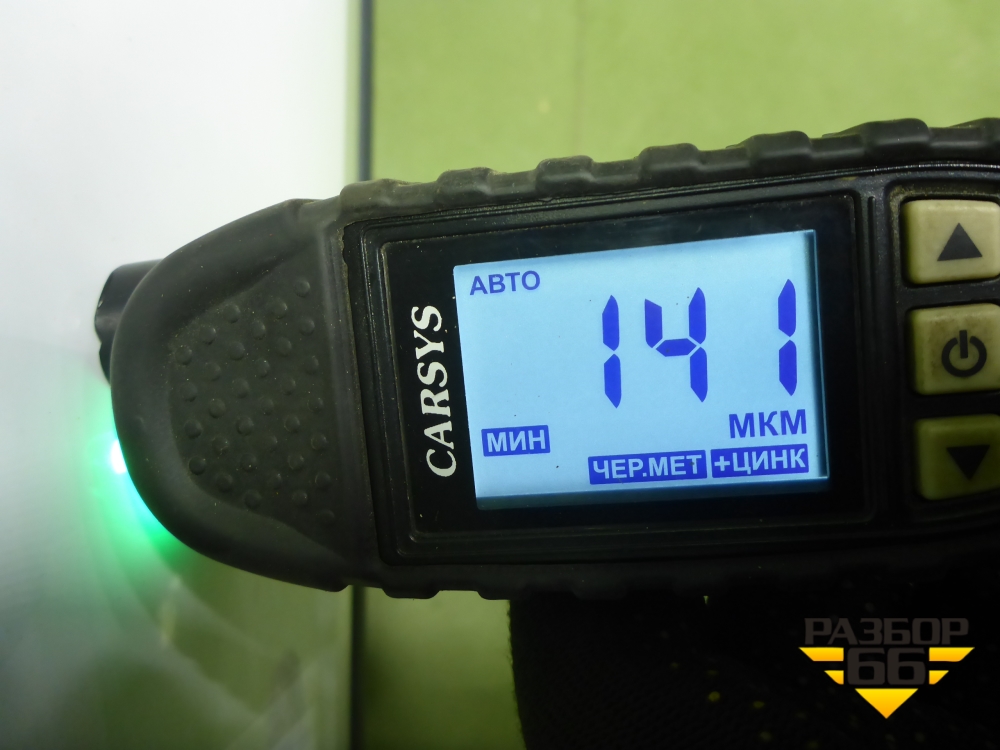 CARSYS
АВТО
141
МКМ
МИН
ЧЕР.МЕТ +ЦИНК
РАЗБОР
66